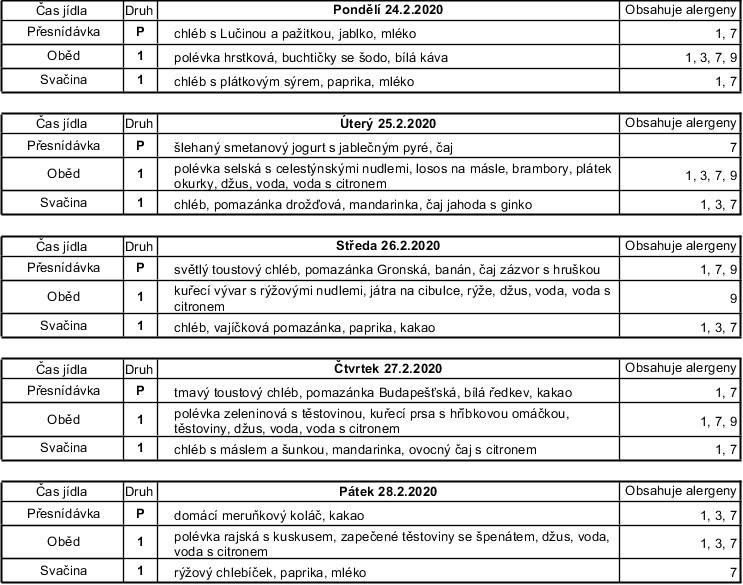 Čas jídla Druh Pondělí 24.2.2020 Obsahuje alergeny
Přesnídávka P chléb s Lučinou a pažitkou, jablko, mléko 1, 7
Oběd 1 polévka hrstková, buchtičky se šodo, bílá káva 1, 3, 7, 9
Svačina 1 chléb s plátkovým sýrem, paprika, mléko 1, 7
Čas jídla Druh Úterý 25.2.2020 Obsahuje alergeny
Přesnídávka P šlehaný smetanový jogurt s jablečným pyré, čaj 7
Oběd 1 polévka selská s celestýnskými nudlemi, losos na másle, brambory, plátek
okurky, džus, voda, voda s citronem 1, 3, 7, 9
Svačina 1 chléb, pomazánka drožďová, mandarinka, čaj jahoda s ginko 1, 3, 7
Čas jídla Druh Středa 26.2.2020 Obsahuje alergeny
Přesnídávka P světlý toustový chléb, pomazánka Gronská, banán, čaj zázvor s hruškou 1, 7, 9
Oběd 1 kuřecí vývar s rýžovými nudlemi, játra na cibulce, rýže, džus, voda, voda s
citronem 9
Svačina 1 chléb, vajíčková pomazánka, paprika, kakao 1, 3, 7
Čas jídla Druh Čtvrtek 27.2.2020 Obsahuje alergeny
Přesnídávka P tmavý toustový chléb, pomazánka Budapešťská, bílá ředkev, kakao 1, 7
Oběd 1 polévka zeleninová s těstovinou, kuřecí prsa s hříbkovou omáčkou,
těstoviny, džus, voda, voda s citronem 1, 7, 9
Svačina 1 chléb s máslem a šunkou, mandarinka, ovocný čaj s citronem 1, 7
Čas jídla Druh Pátek 28.2.2020 Obsahuje alergeny
Přesnídávka P domácí meruňkový koláč, kakao 1, 3, 7
Oběd 1 polévka rajská s kuskusem, zapečené těstoviny se špenátem, džus, voda,
voda s citronem 1, 3, 7
Svačina 1 rýžový chlebíček, paprika, mléko 7